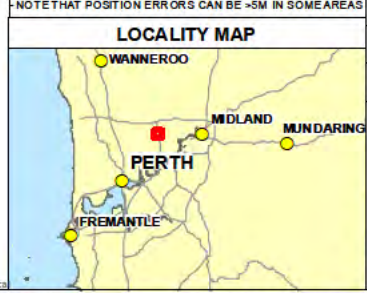 - NOTE THAT POSITION ERRORS CAN BE >5M IN SOME AREAS
LOCALITY MAP
WANNEROO
MIDLAND
MUNDARING
PERTH
FREMANTLE